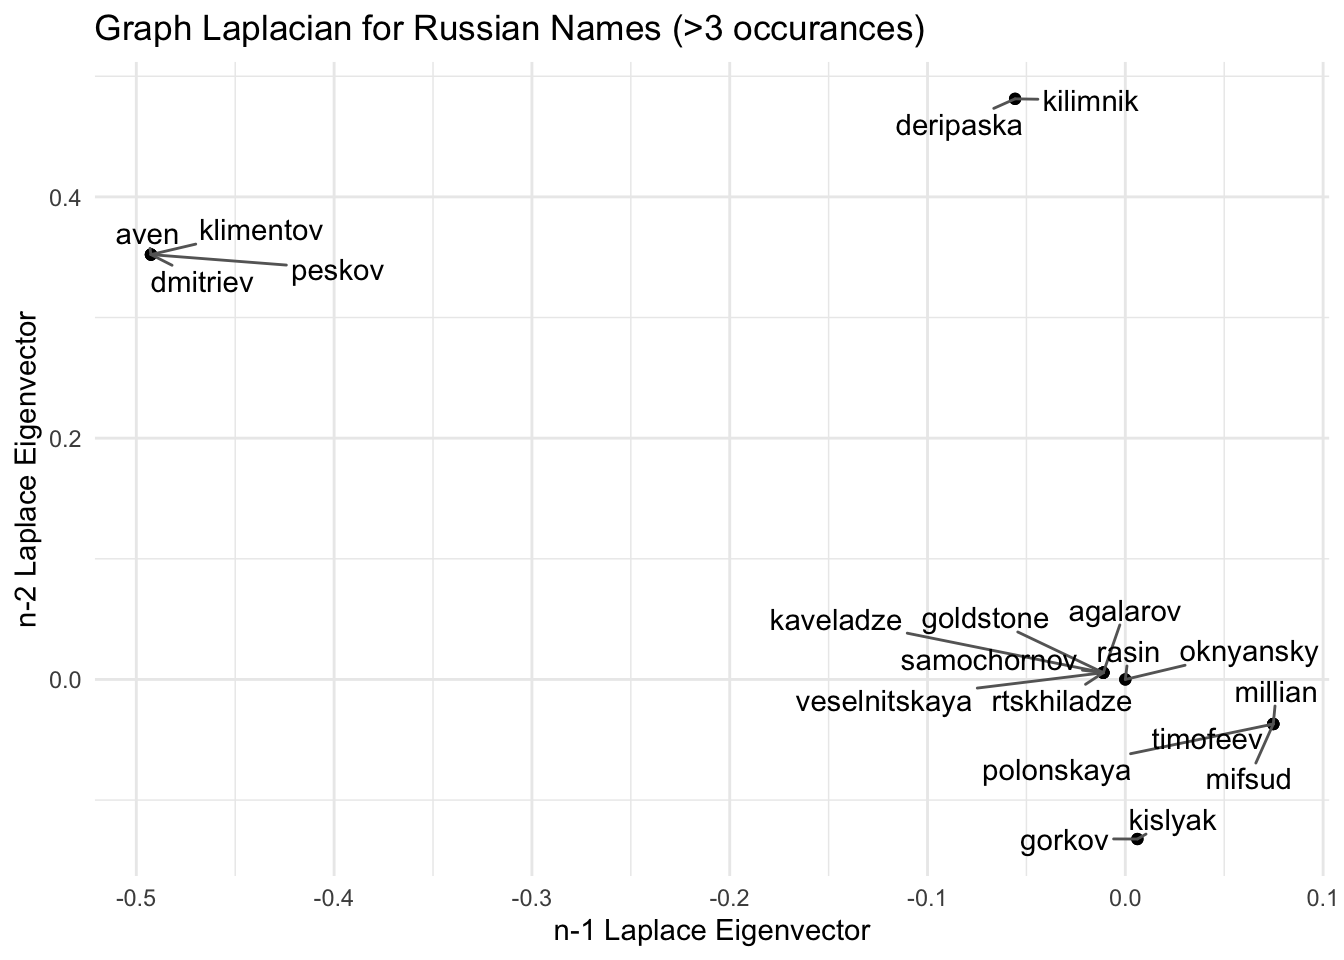 Graph Laplacian for Russian Names (>3 occurances)
kilimnik
deripaska
0.4
aven
klimentov
peskov
dmitriev
n-2 Laplace Eigenvector
0.2
kaveladze
goldstone
agalarov
samochornov
rasin
oknyansky
0.0
veselnitskaya
rtskhiladze
millian
timofeev
polonskaya
mifsud
kislyak
gorkov
-0.5
-0.4
-0.3
-0.2
-0.1
0.0
0.1
n-1 Laplace Eigenvector